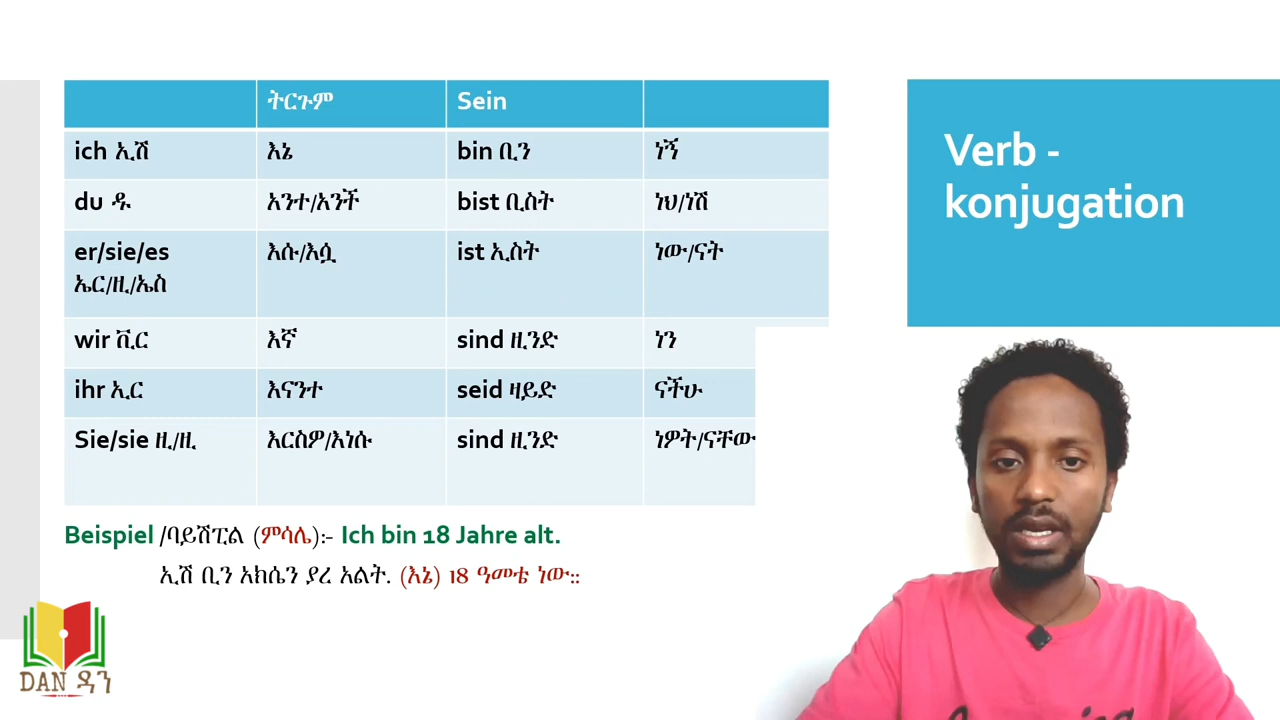 ትርጉም Sein
ich ኢሽ እኔ bin ቢን ነኝ
du ዱ አንተ/አንች bist ቢስት ነህ/ነሽ
er/sie/es እሱ/እሷ ist ኢስት ነው/ናት
ኤር/ዚ/ኤስ
wir ቪር እኛ sind ዚንድ ነን
ihr ኢር እናንተ seid ዛይድ ናችሁ
Sie/sie ዚ/ዚ እርስዎ/እነሱ sind ዚንድ ነዎት/ናቸው
Verb -
konjugation
Beispiel /ባይሽፒል (ምሳሌ):- Ich bin 18 Jahre alt.
ኢሽ ቢን አክሴን ያረ አልት. (እኔ) 18 ዓመቴ ነው።
DAN ዳን